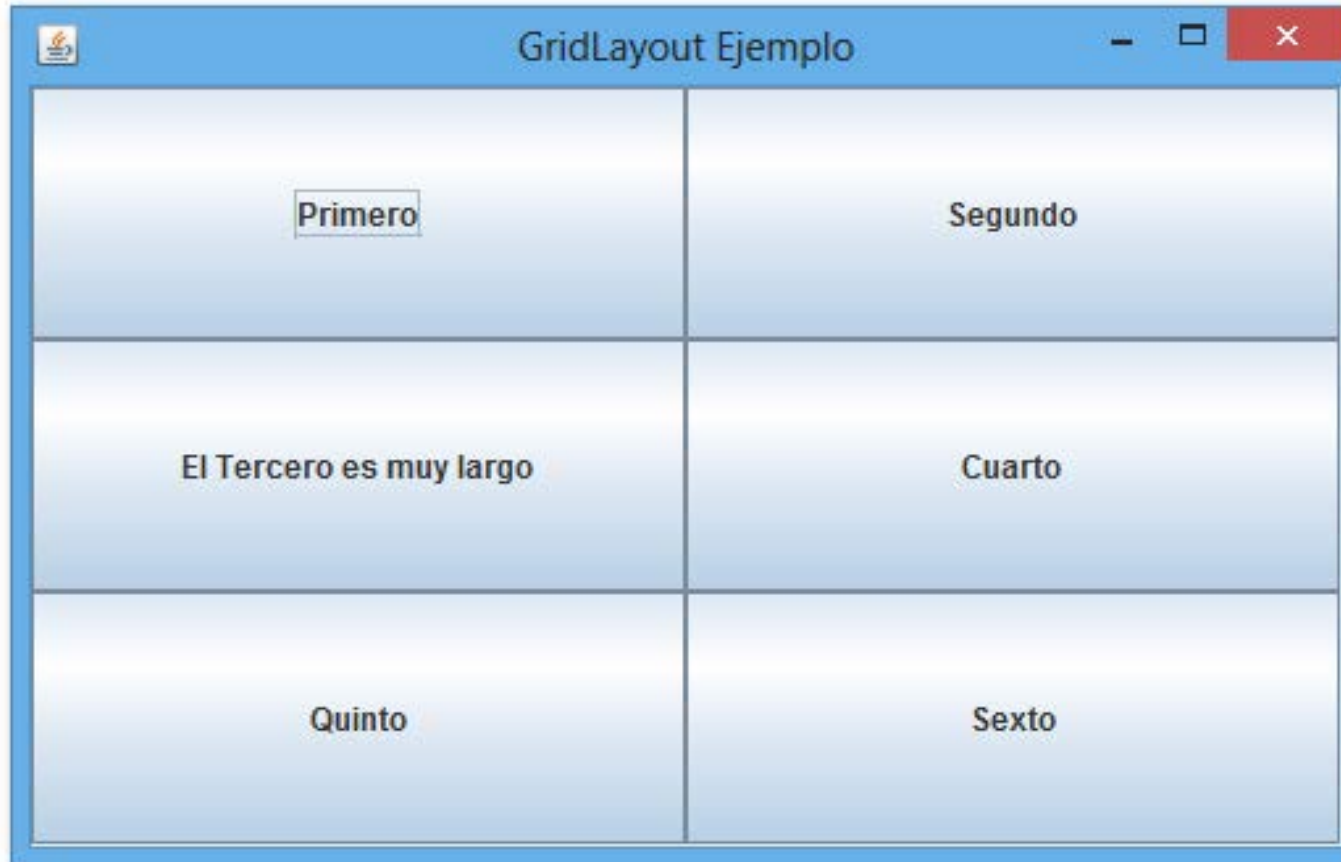 GridLayout Ejemplo
Primero
Segundo
El Tercero es muy largo
Cuarto
Quinto
Sexto